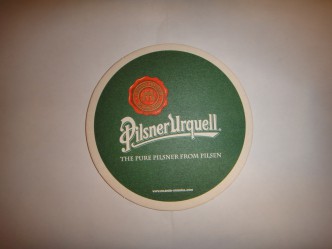 Pilsner Urquell
THE PURE PILSNER FROM PILSEN